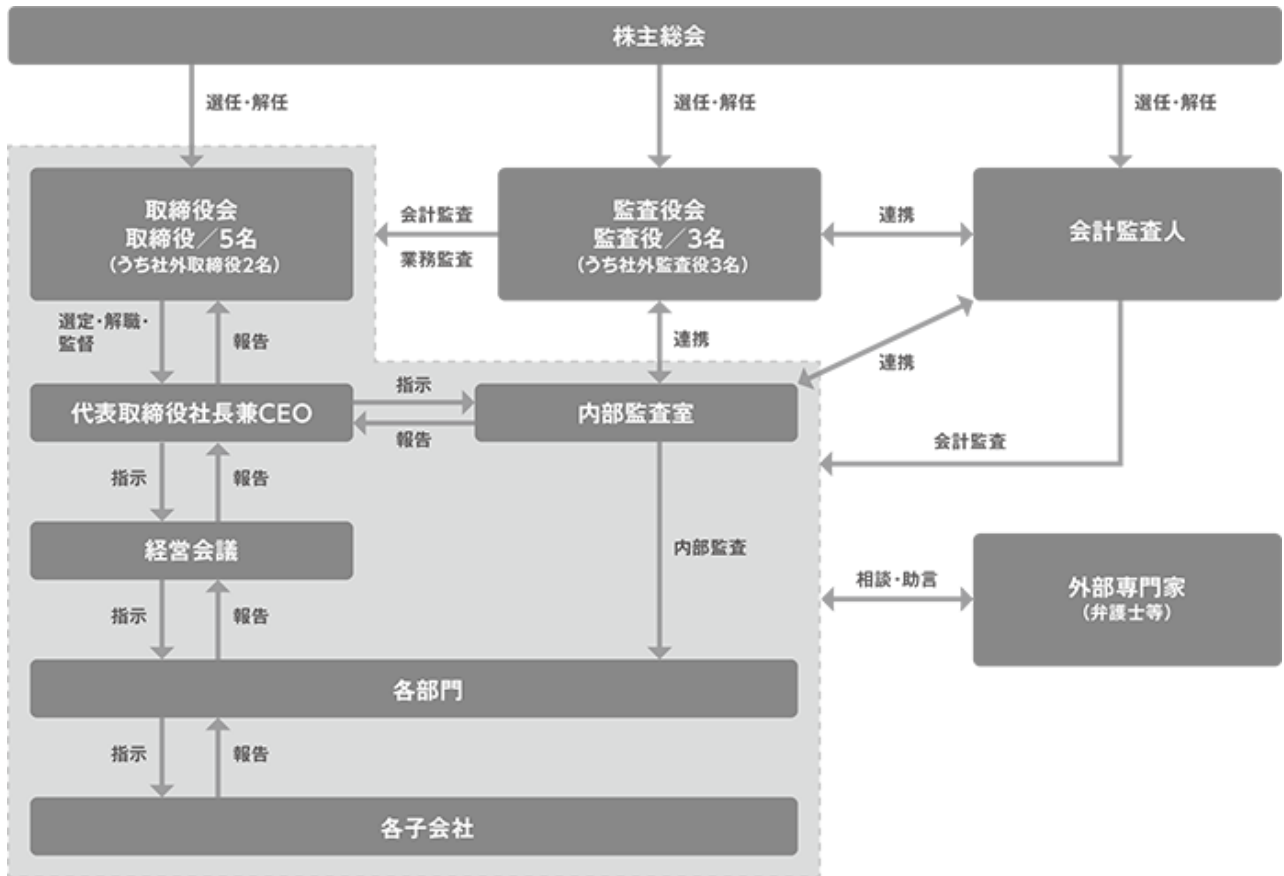 株主総会
選任・解任
選任・解任
選任・解任
取締役会
取締役／5名
(うち社外取締役2名)
会計監査
業務監査
監査役会
監査役／3名
(うち社外監査役3名)
連携
会計監査人
選定・解職・
監督
報告
連携
連携
代表取締役社長兼CEO
指示
報告
内部監査室
会計監査
指示
報告
経営会議
内部監査
相談・助言
外部専門家
(弁護士等)
指示
報告
各部門
指示
報告
各子会社